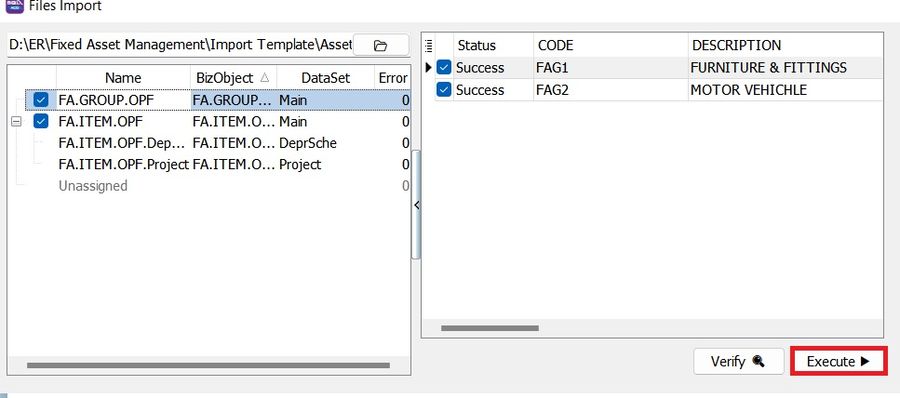 Files Import
D:\ER\Fixed Asset Management\Import Template\Asset
Name BizObject DataSet Error
FA.GROUP.OPF FA.GROUP... Main 0
FA.ITEM.OPF FA.ITEM.O... Main 0
FA.ITEM.OPF.Dep... FA.ITEM.O... DeprSche 0
FA.ITEM.OPF.Project FA.ITEM.O... Project 0
Unassigned 0
Status CODE DESCRIPTION
Success FAG1 FURNITURE & FITTINGS
Success FAG2 MOTOR VEHICHLE
Verify Execute